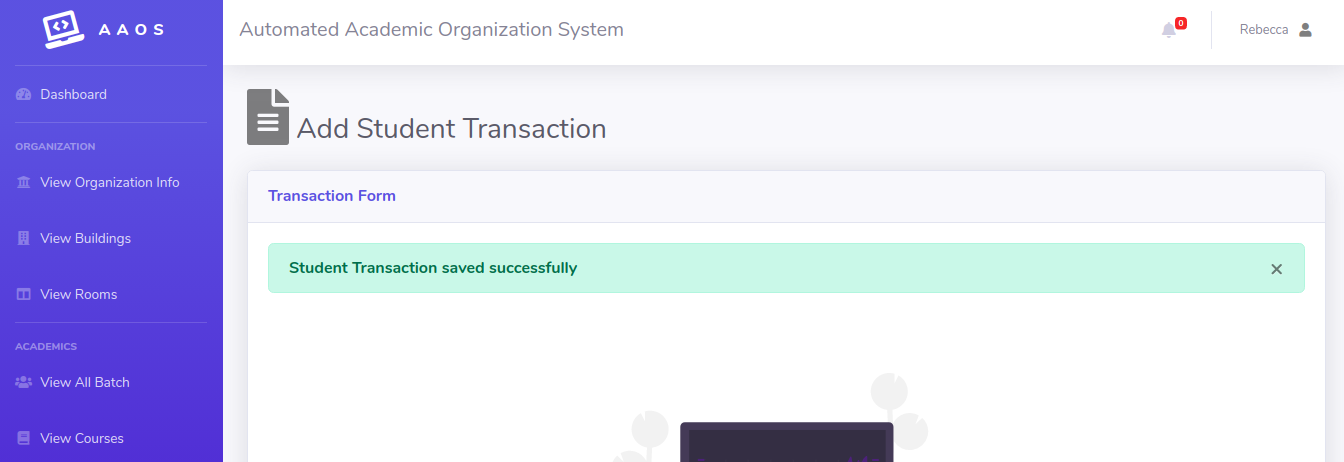 AAOS
Automated Academic Organization System
0
Rebecca
Dashboard
ORGANIZATION
View Organization Info
View Buildings
View Rooms
ACADEMICS
View All Batch
View Courses
Add Student Transaction
Transaction Form
Student Transaction saved successfully
×